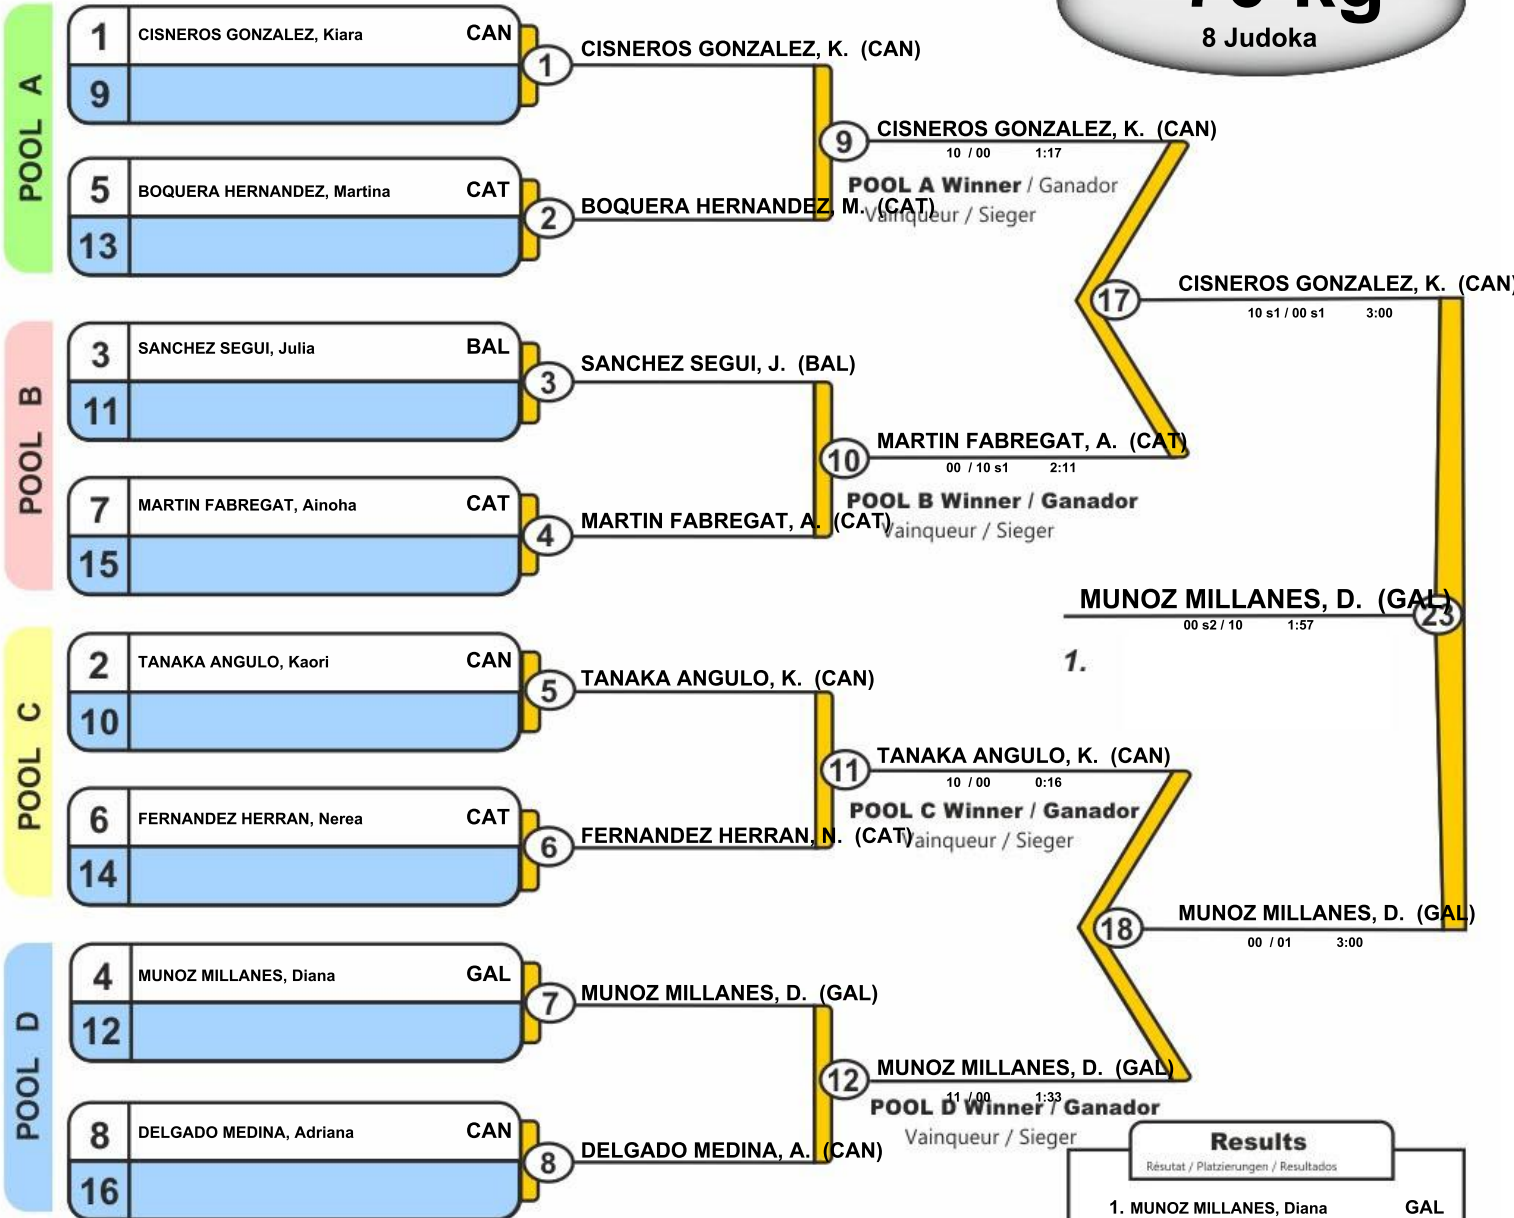 8 Judoka
POOL A
1 CISNEROS GONZALEZ, Kiara CAN
9
5 BOQUERA HERNANDEZ, Martina CAT
13
1 CISNEROS GONZALEZ, K. (CAN)
2 BOQUERA HERNANDEZ, M. (CAT)
9 CISNEROS GONZALEZ, K. (CAN)
10 / 00 1:17
POOL A Winner / Ganador
Vainqueur / Sieger
POOL B
3 SANCHEZ SEGUI, Julia BAL
11
7 MARTIN FABREGAT, Ainoha CAT
15
3 SANCHEZ SEGUI, J. (BAL)
4 MARTIN FABREGAT, A. (CAT)
10 MARTIN FABREGAT, A. (CAT)
00 / 10 s1 2:11
POOL B Winner / Ganador
Vainqueur / Sieger
17 CISNEROS GONZALEZ, K. (CAN)
10 s1 / 00 s1 3:00
MUNOZ MILLANES, D. (GAL) 23
00 s2 / 10 1:57
1.
POOL C
2 TANAKA ANGULO, Kaori CAN
10
6 FERNANDEZ HERRAN, Nerea CAT
14
5 TANAKA ANGULO, K. (CAN)
6 FERNANDEZ HERRAN, N. (CAT)
11 TANAKA ANGULO, K. (CAN)
10 / 00 0:16
POOL C Winner / Ganador
Vainqueur / Sieger
POOL D
4 MUNOZ MILLANES, Diana GAL
12
8 DELGADO MEDINA, Adriana CAN
16
7 MUNOZ MILLANES, D. (GAL)
8 DELGADO MEDINA, A. (CAN)
12 MUNOZ MILLANES, D. (GAL)
11 / 00 1:33
POOL D Winner / Ganador
Vainqueur / Sieger
18 MUNOZ MILLANES, D. (GAL)
00 / 01 3:00
Results
Résutat / Platzierungen / Resultados
1. MUNOZ MILLANES, Diana GAL